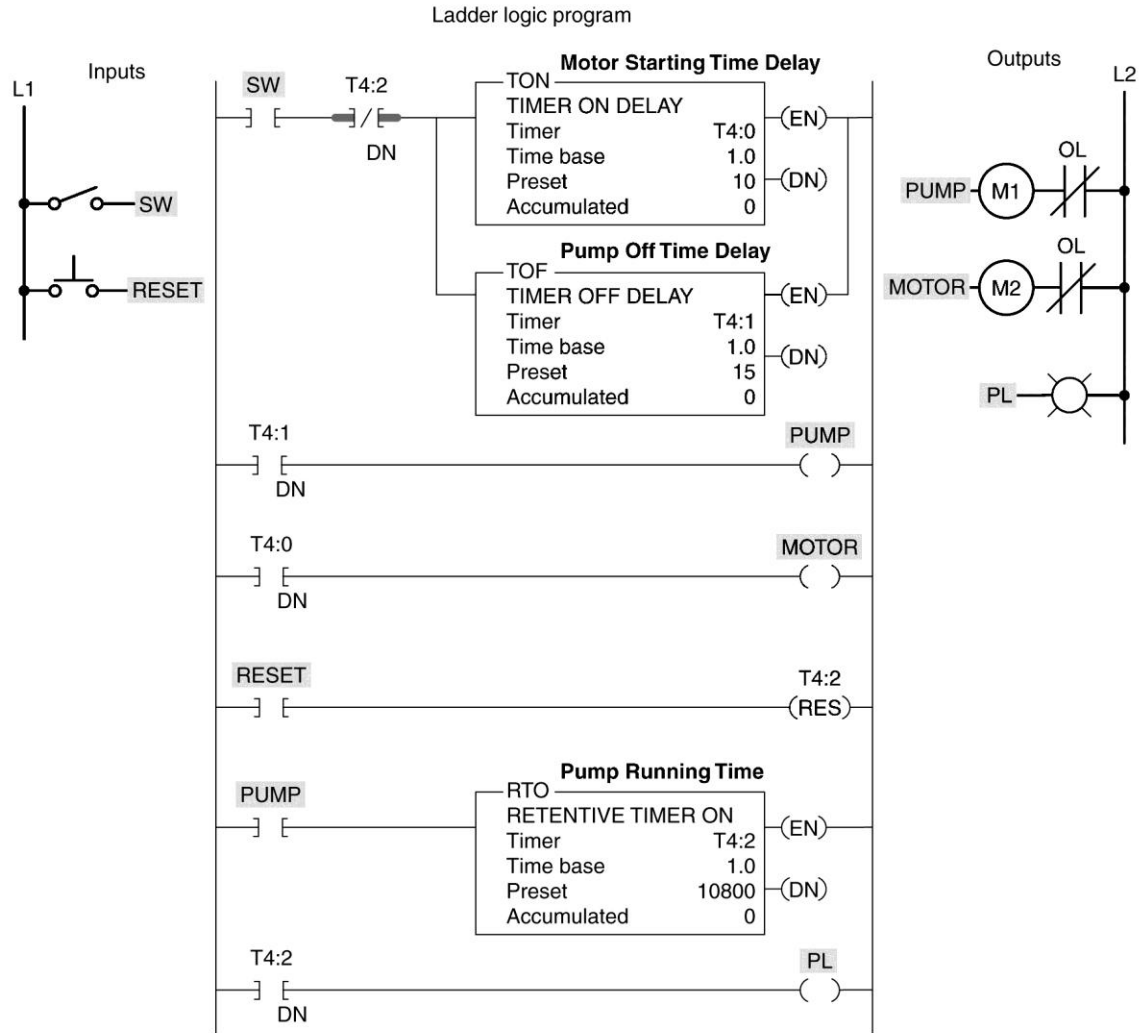 Ladder logic program
Inputs
L1
SW
RESET
SW
T4:2
DN
Motor Starting Time Delay
TON
TIMER ON DELAY
Timer T4:0
Time base 1.0
Preset 10
Accumulated 0
(EN)
(DN)
Pump Off Time Delay
TOF
TIMER OFF DELAY
Timer T4:1
Time base 1.0
Preset 15
Accumulated 0
(EN)
(DN)
T4:1
DN
PUMP
T4:0
DN
MOTOR
RESET
T4:2
(RES)
PUMP
Pump Running Time
RTO
RETENTIVE TIMER ON
Timer T4:2
Time base 1.0
Preset 10800
Accumulated 0
(EN)
(DN)
T4:2
DN
PL
Outputs
L2
OL
PUMP M1
OL
MOTOR M2
PL